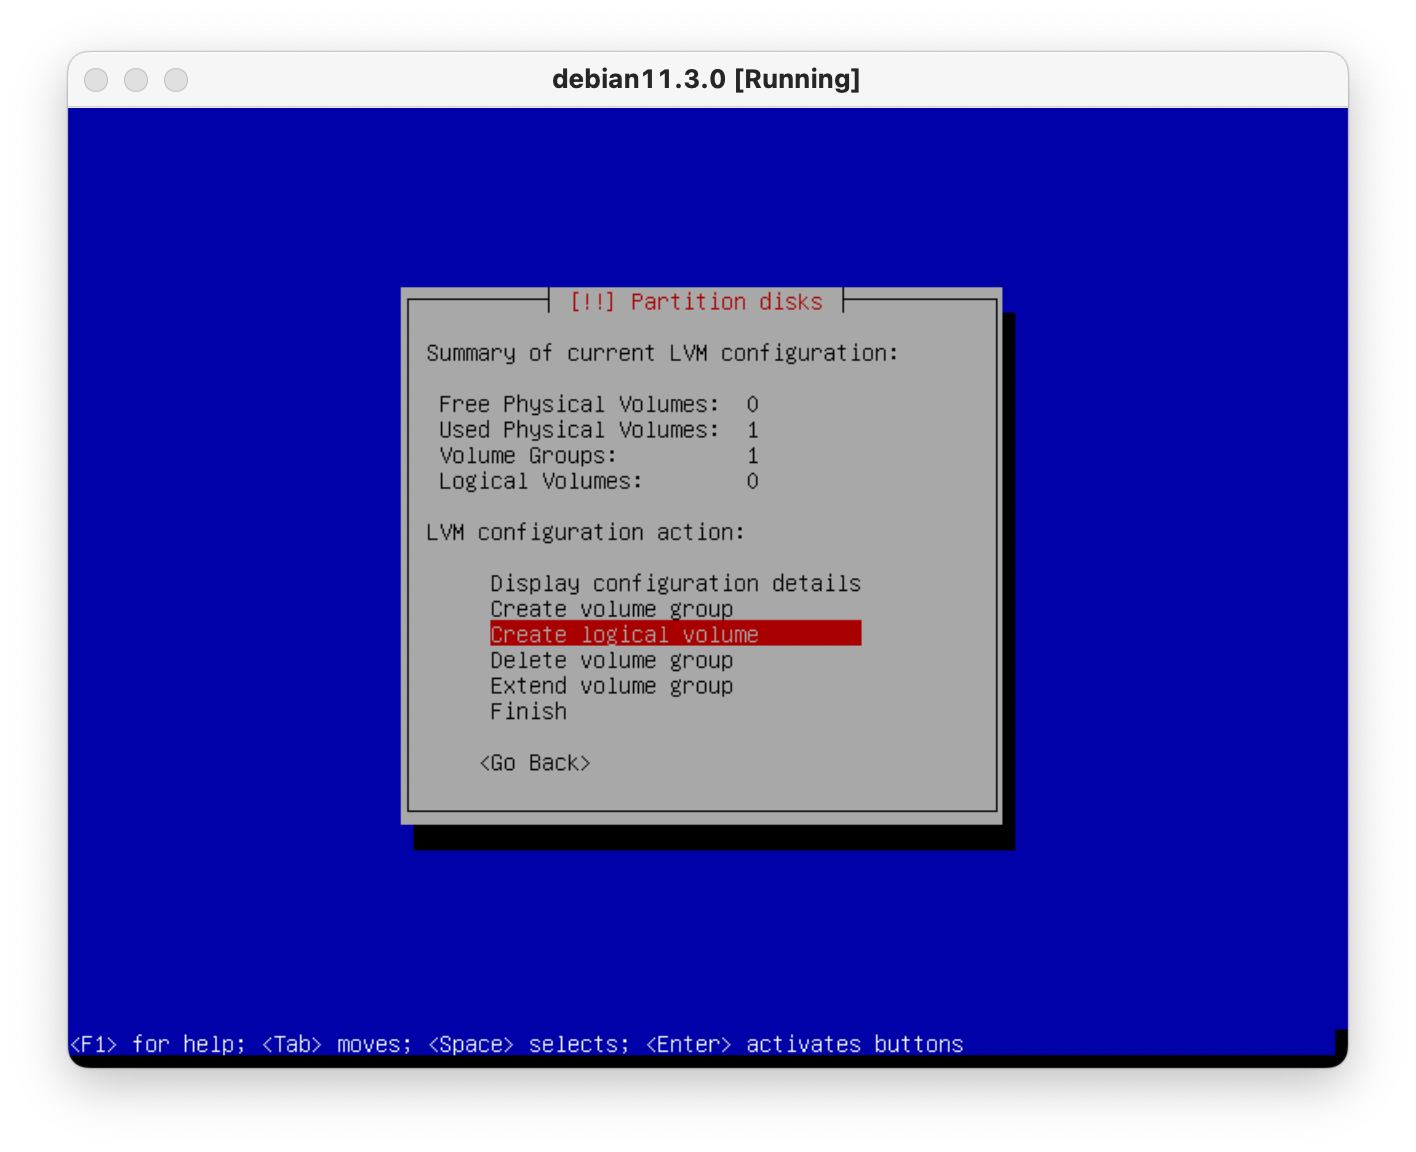 debian11.3.0 [Running]
[!!] Partition disks
Summary of current LVM configuration:
Free Physical Volumes: 0
Used Physical Volumes: 1
Volume Groups: 1
Logical Volumes: 0
LVM configuration action:
Display configuration details
Create volume group
Create logical volume
Delete volume group
Extend volume group
Finish
<Go Back>
<F1> for help; <Tab> moves; <Space> selects; <Enter> activates buttons